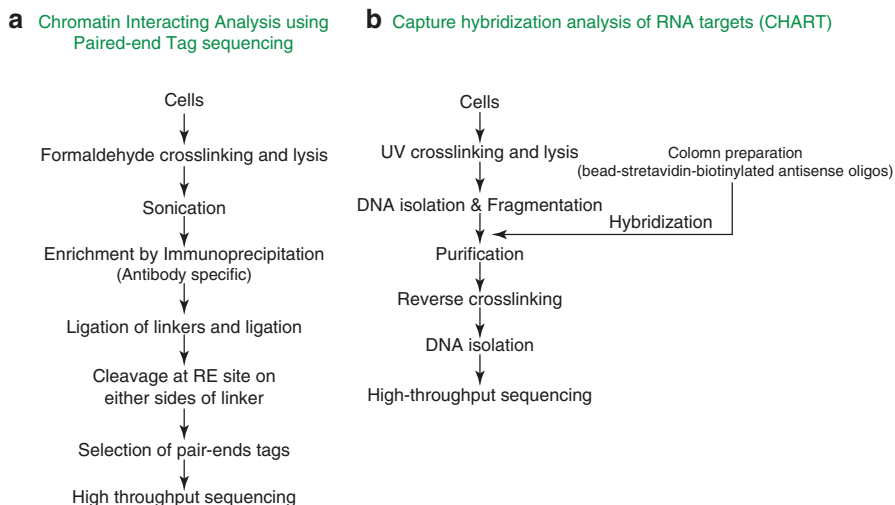 a Chromatin Interacting Analysis using
Paired-end Tag sequencing
Cells
Formaldehyde crosslinking and lysis
Sonication
Enrichment by Immunoprecipitation
(Antibody specific)
Ligation of linkers and ligation
Cleavage at RE site on
either sides of linker
Selection of pair-ends tags
High throughput sequencing
b Capture hybridization analysis of RNA targets (CHART)
Cells
UV crosslinking and lysis
Colomn preparation
(bead-stretavidin-biotinylated antisense oligos)
DNA isolation & Fragmentation
Hybridization
Purification
Reverse crosslinking
DNA isolation
High-throughput sequencing